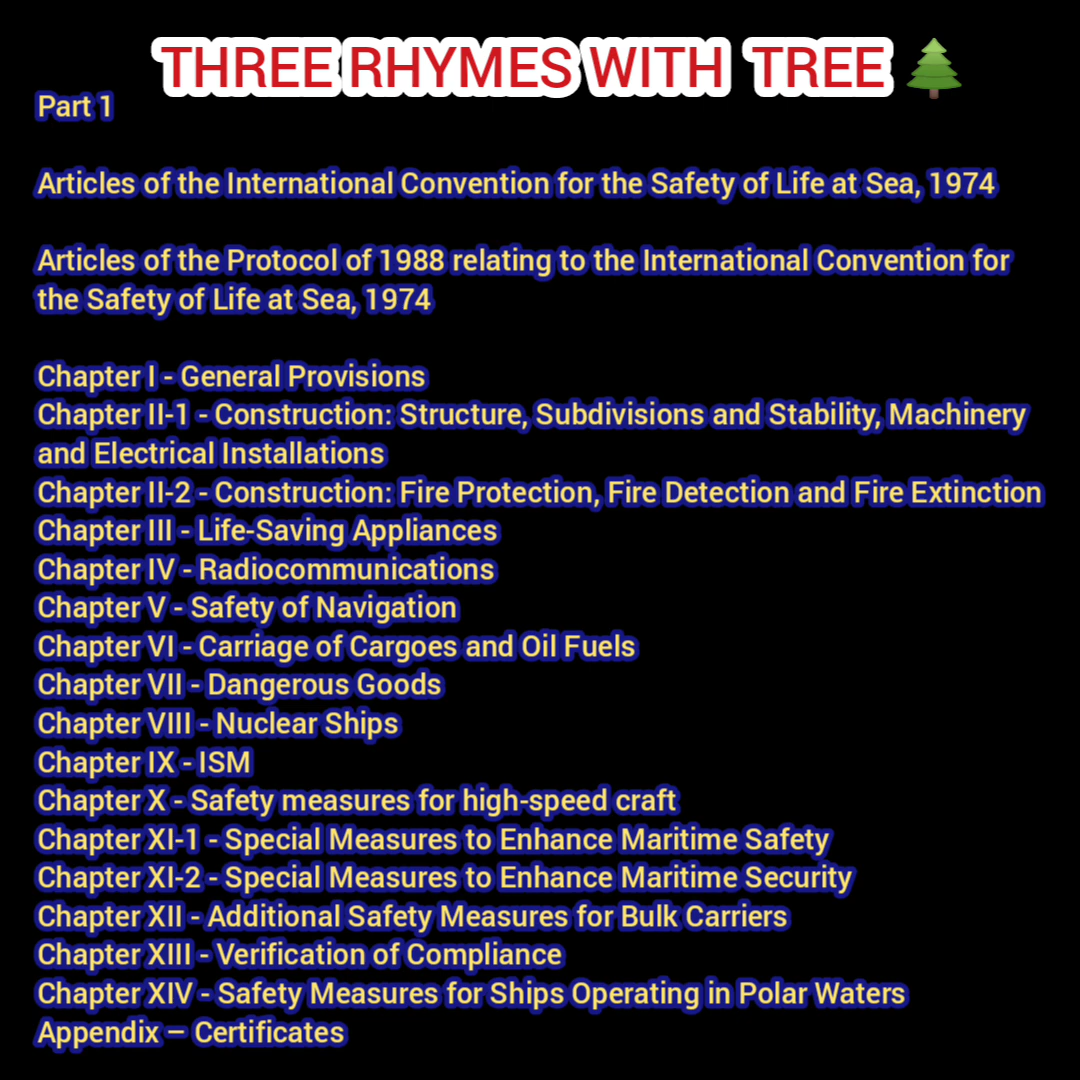 THREE RHYMES WITH TREE 🌲
Part 1
Articles of the International Convention for the Safety of Life at Sea, 1974
Articles of the Protocol of 1988 relating to the International Convention for
the Safety of Life at Sea, 1974
Chapter I - General Provisions
Chapter II-1 - Construction: Structure, Subdivisions and Stability, Machinery
and Electrical Installations
Chapter II-2 - Construction: Fire Protection, Fire Detection and Fire Extinction
Chapter III - Life-Saving Appliances
Chapter IV - Radiocommunications
Chapter V - Safety of Navigation
Chapter VI - Carriage of Cargoes and Oil Fuels
Chapter VII - Dangerous Goods
Chapter VIII - Nuclear Ships
Chapter IX - ISM
Chapter X - Safety measures for high-speed craft
Chapter XI-1 - Special Measures to Enhance Maritime Safety
Chapter XI-2 - Special Measures to Enhance Maritime Security
Chapter XII - Additional Safety Measures for Bulk Carriers
Chapter XIII - Verification of Compliance
Chapter XIV - Safety Measures for Ships Operating in Polar Waters
Appendix – Certificates